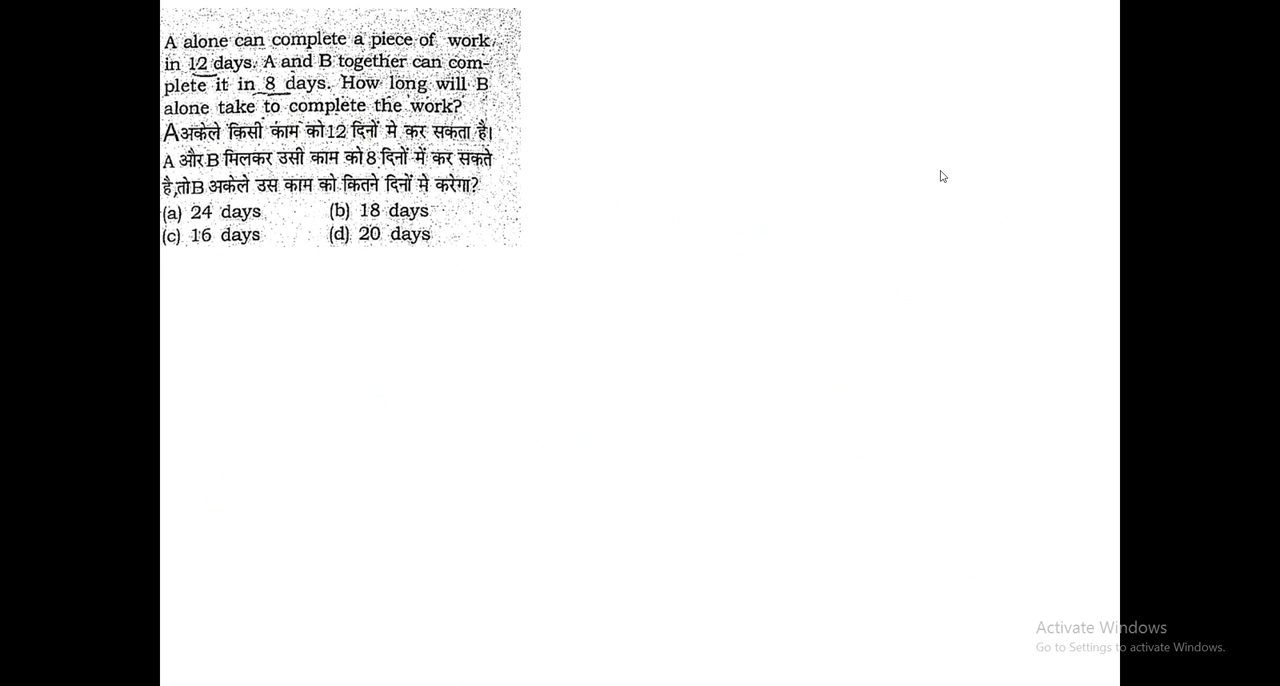 A alone can complete a piece of work
in 12 days. A and B together can com-
plete it in 8 days. How long will B
alone take to complete the work?
A अकेले किसी काम को 12 दिनों मे कर सकता है।
A और B मिलकर उसी काम को 8 दिनों में कर सकते
है,तो B अकेले उस काम को कितने दिनों मे करेगा?
(a) 24 days (b) 18 days
(c) 16 days (d) 20 days
Activate Windows
Go to Settings to activate Windows.